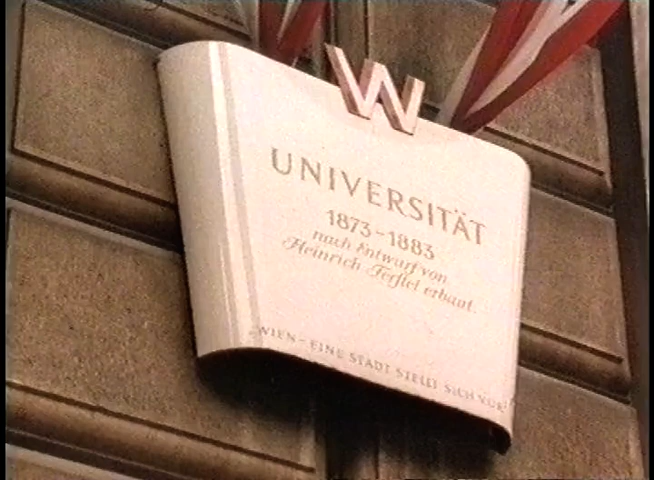 W
UNIVERSITÄT
1873-1883
nach Entwurf von
Heinrich Ferstel erbaut.
„WIEN - EINE STADT STELLT SICH VOR"